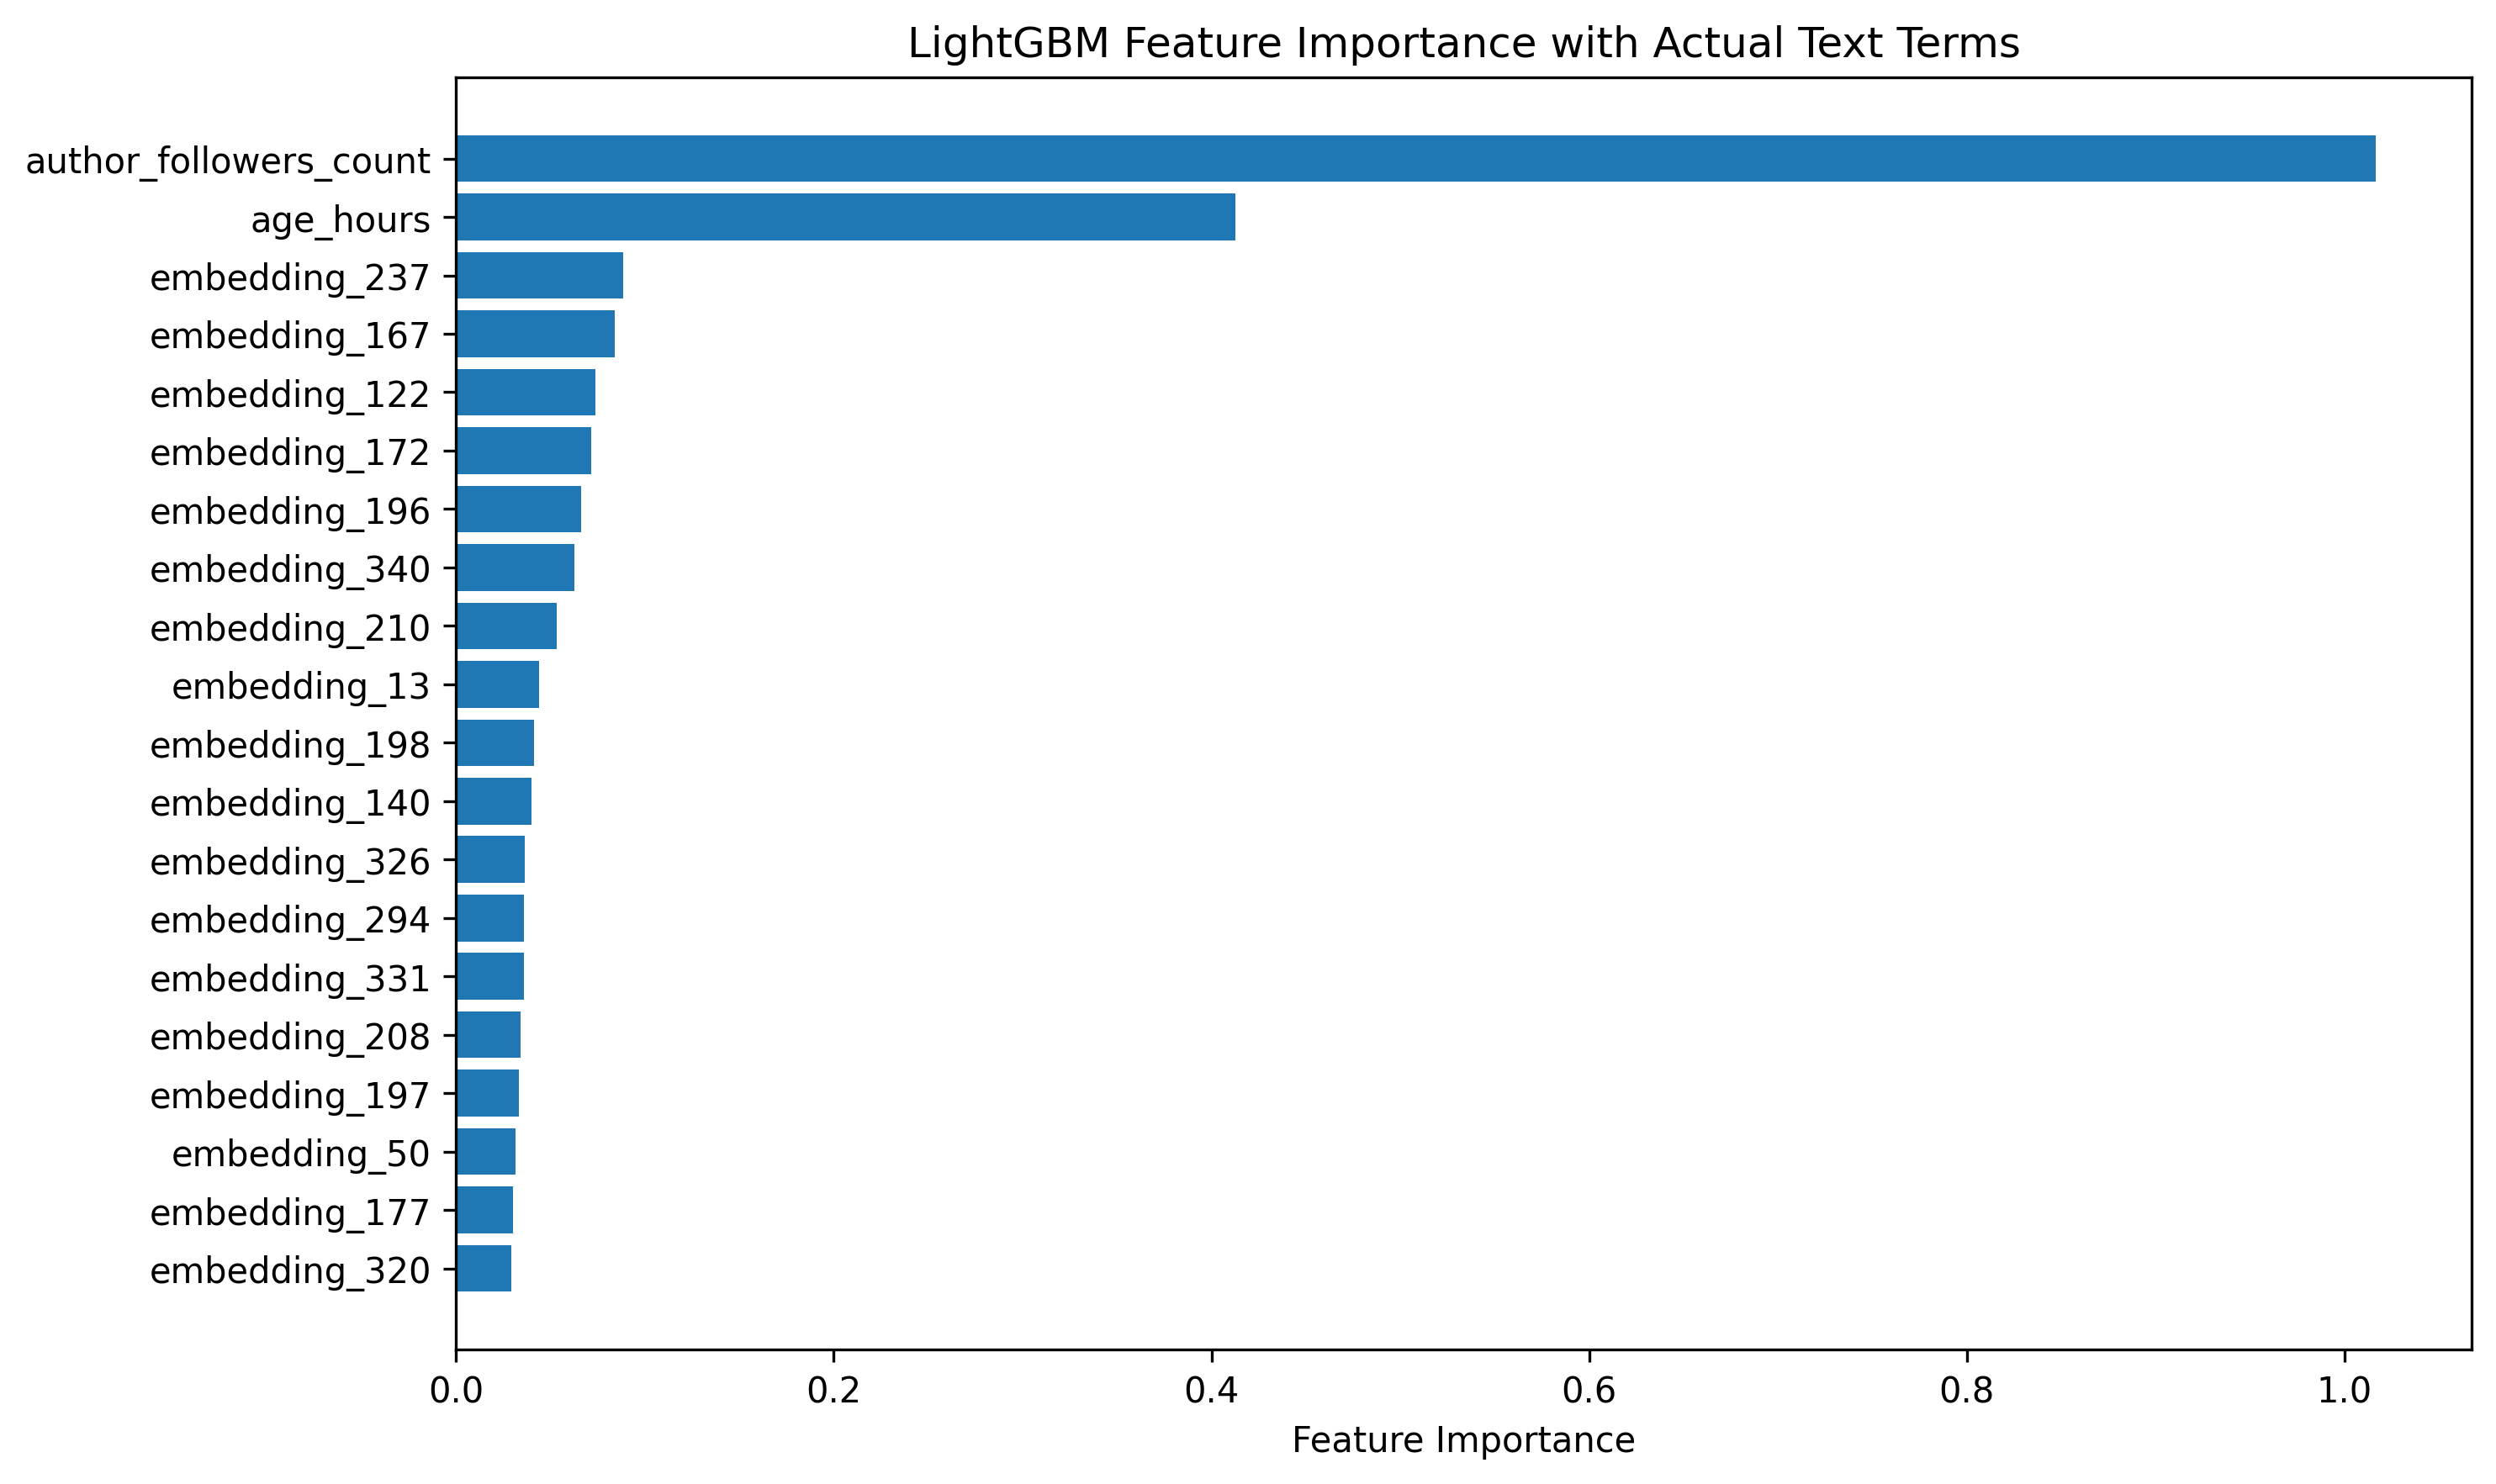 LightGBM Feature Importance with Actual Text Terms
author_followers_count
age_hours
embedding_237
embedding_167
embedding_122
embedding_172
embedding_196
embedding_340
embedding_210
embedding_13
embedding_198
embedding_140
embedding_326
embedding_294
embedding_331
embedding_208
embedding_197
embedding_50
embedding_177
embedding_320
0.0 0.2 0.4 0.6 0.8 1.0
Feature Importance